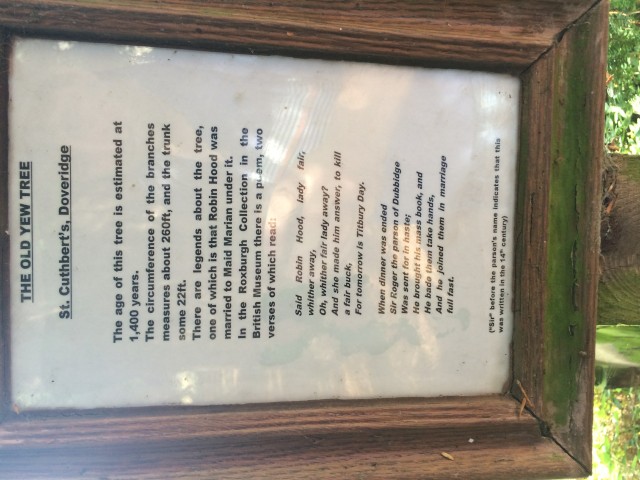 THE OLD YEW TREE
St. Cuthbert's, Doveridge
The age of this tree is estimated at
1,400 years.
The circumference of the branches
measures about 260ft, and the trunk
some 22ft.
There are legends about the tree,
one of which is that Robin Hood was
married to Maid Marian under it.
In the Roxburgh Collection in the
British Museum there is a poem, two
verses of which read:
Said Robin Hood, lady fair,
whither away,
Oh, whither fair lady away?
And she made him answer, to kill
a fair buck,
For tomorrow is Titbury Day.
When dinner was ended
Sir Roger the parson of Dubbidge
Was sent for in haste;
He brought his mass book, and
He bade them take hands,
And he joined them in marriage
full fast.
("Sir" before the parson's name indicates that this
was written in the 14th century)